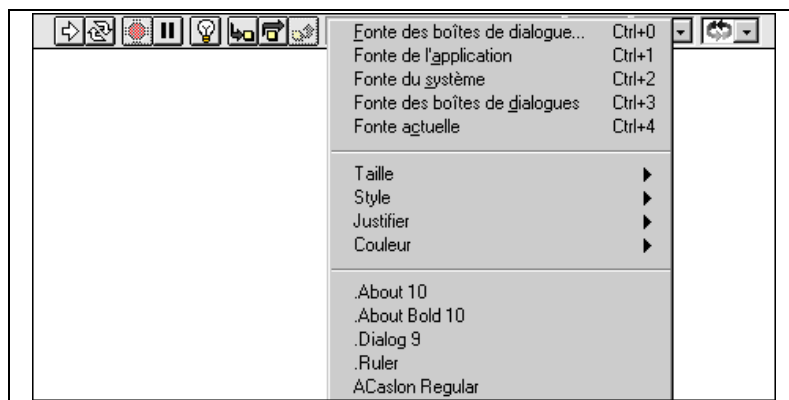 Fonte des boîtes de dialogue... Ctrl+0
Fonte de l'application Ctrl+1
Fonte du système Ctrl+2
Fonte des boîtes de dialogues Ctrl+3
Fonte actuelle Ctrl+4
Taille
Style
Justifier
Couleur
.About 10
.About Bold 10
.Dialog 9
.Ruler
ACaslon Regular